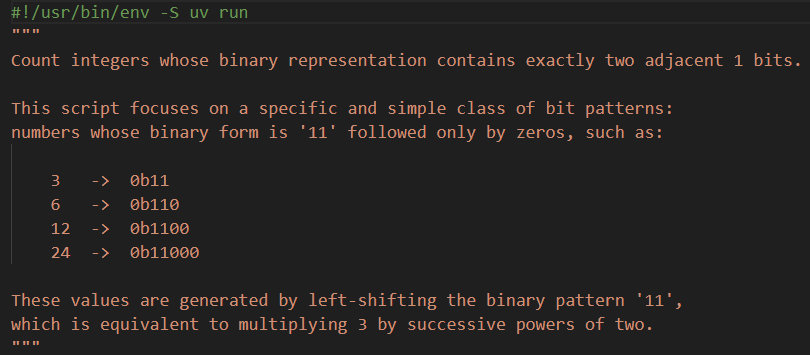 #!/usr/bin/env -S uv run
"""
Count integers whose binary representation contains exactly two adjacent 1 bits.
This script focuses on a specific and simple class of bit patterns:
numbers whose binary form is '11' followed only by zeros, such as:
3 -> 0b11
6 -> 0b110
12 -> 0b1100
24 -> 0b11000
These values are generated by left-shifting the binary pattern '11',
which is equivalent to multiplying 3 by successive powers of two.
"""